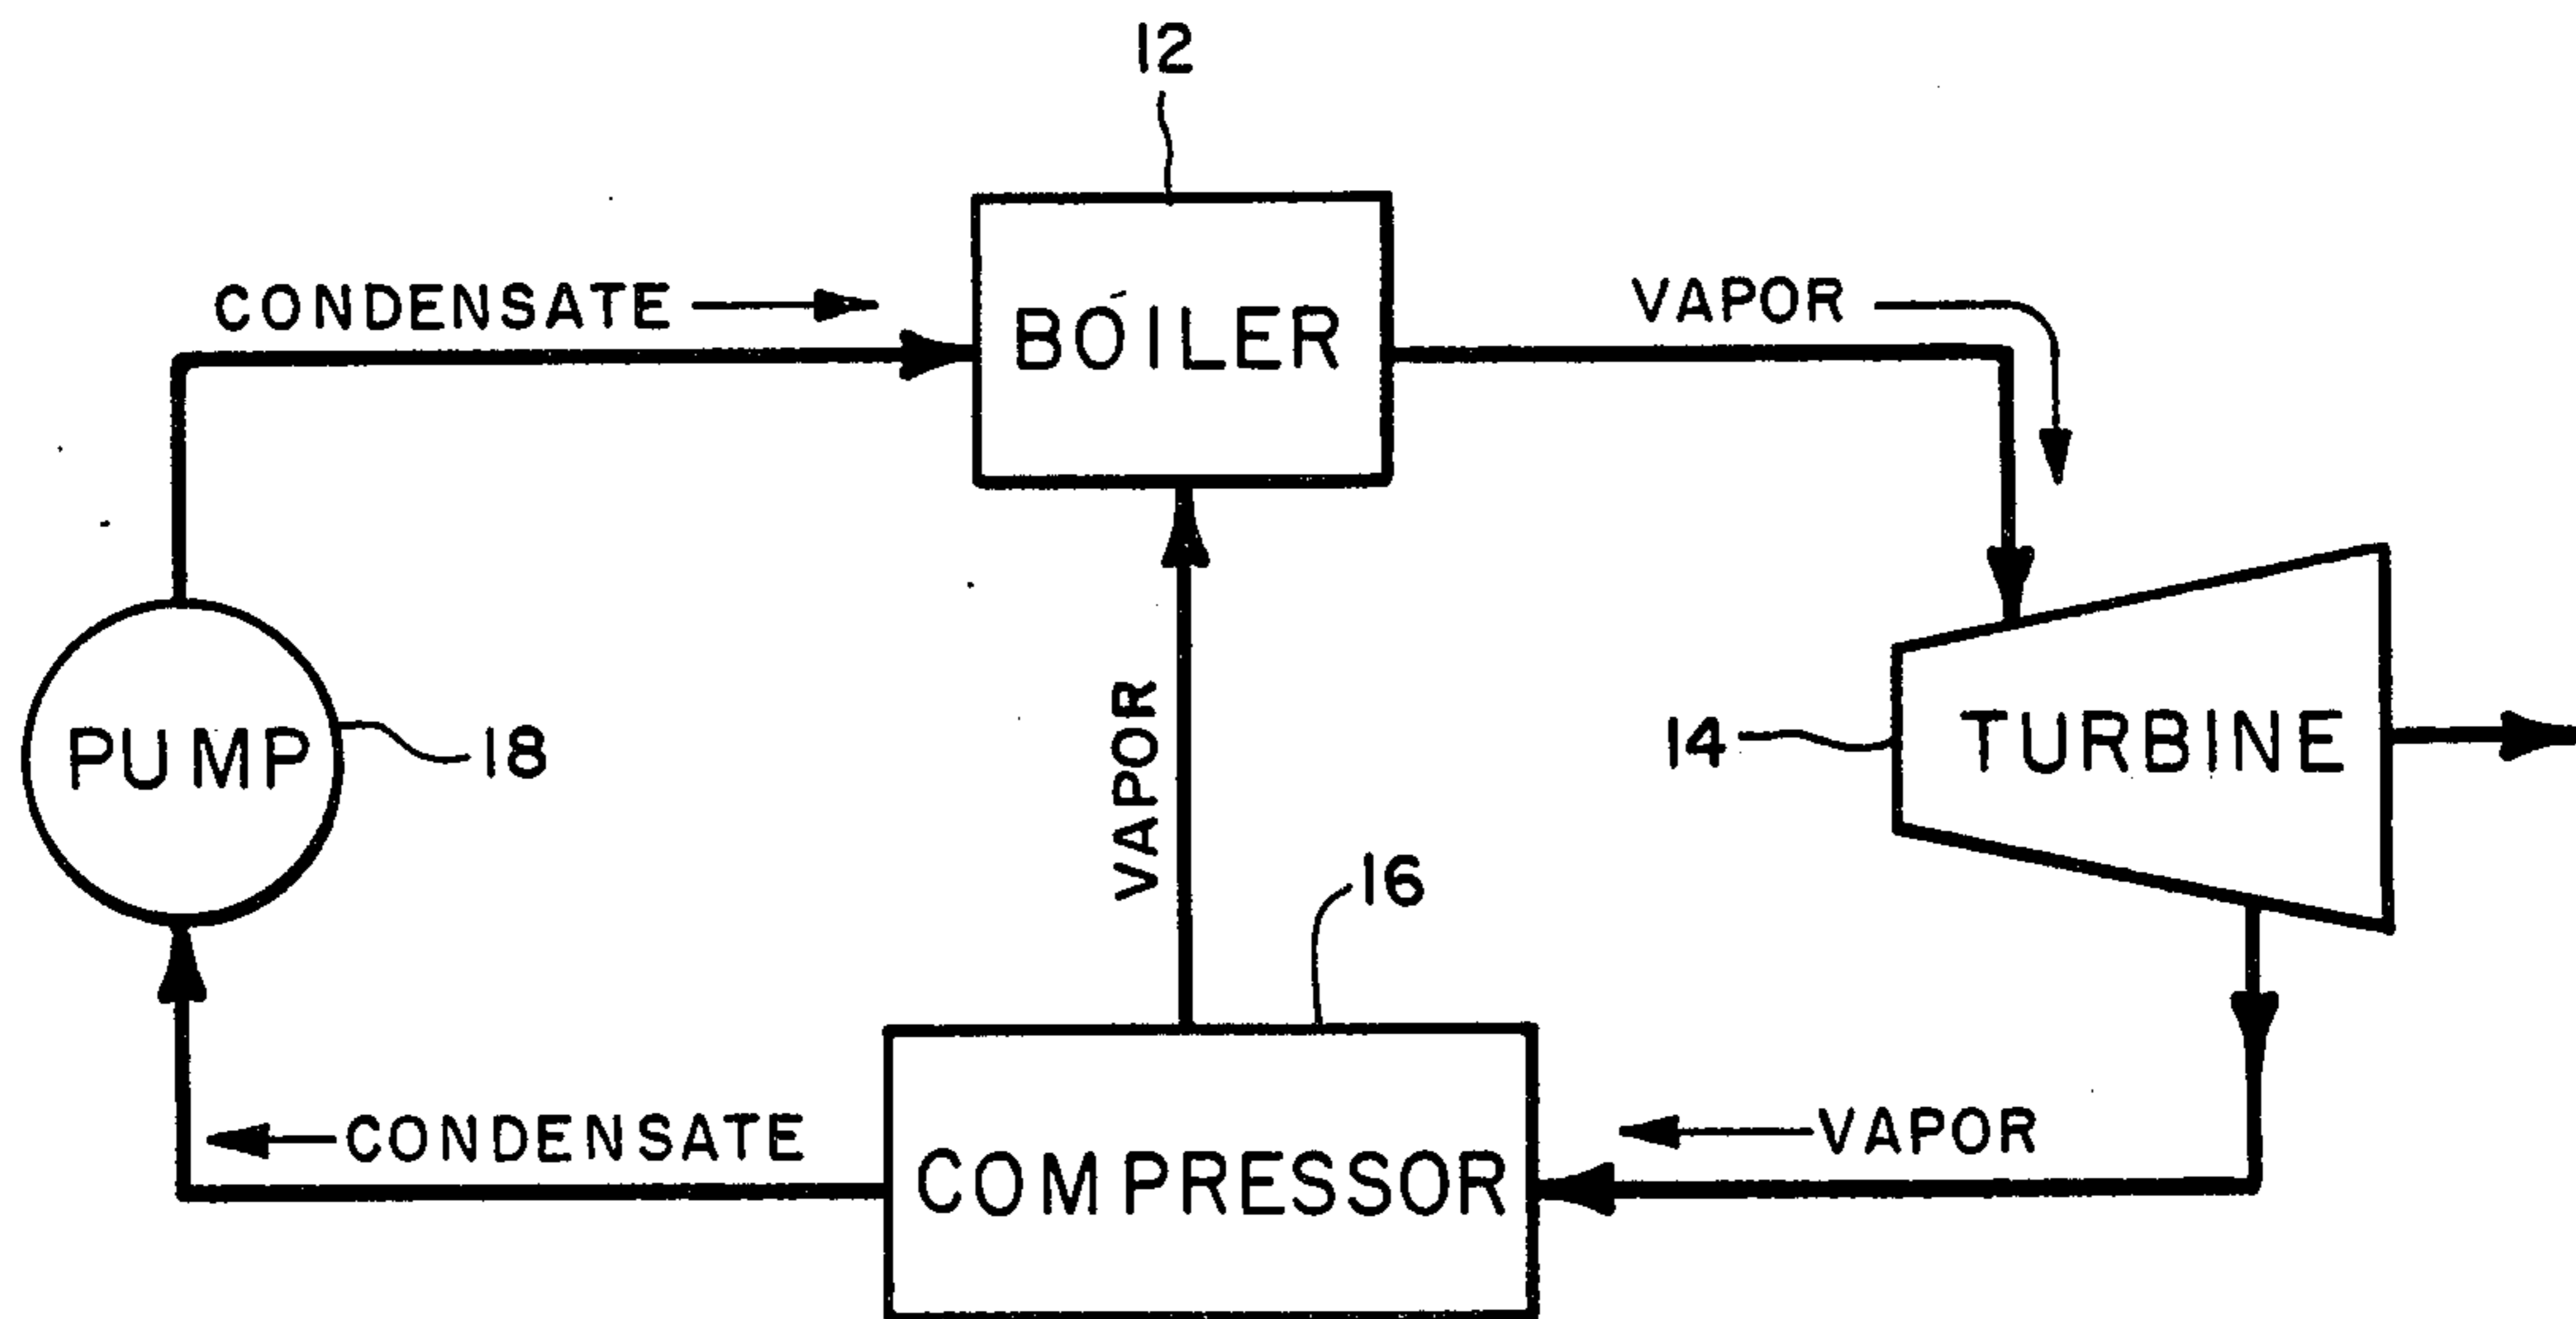 12
CONDENSATE
BOILER
VAPOR
PUMP
18
VAPOR
14
TURBINE
16
CONDENSATE
VAPOR
COMPRESSOR